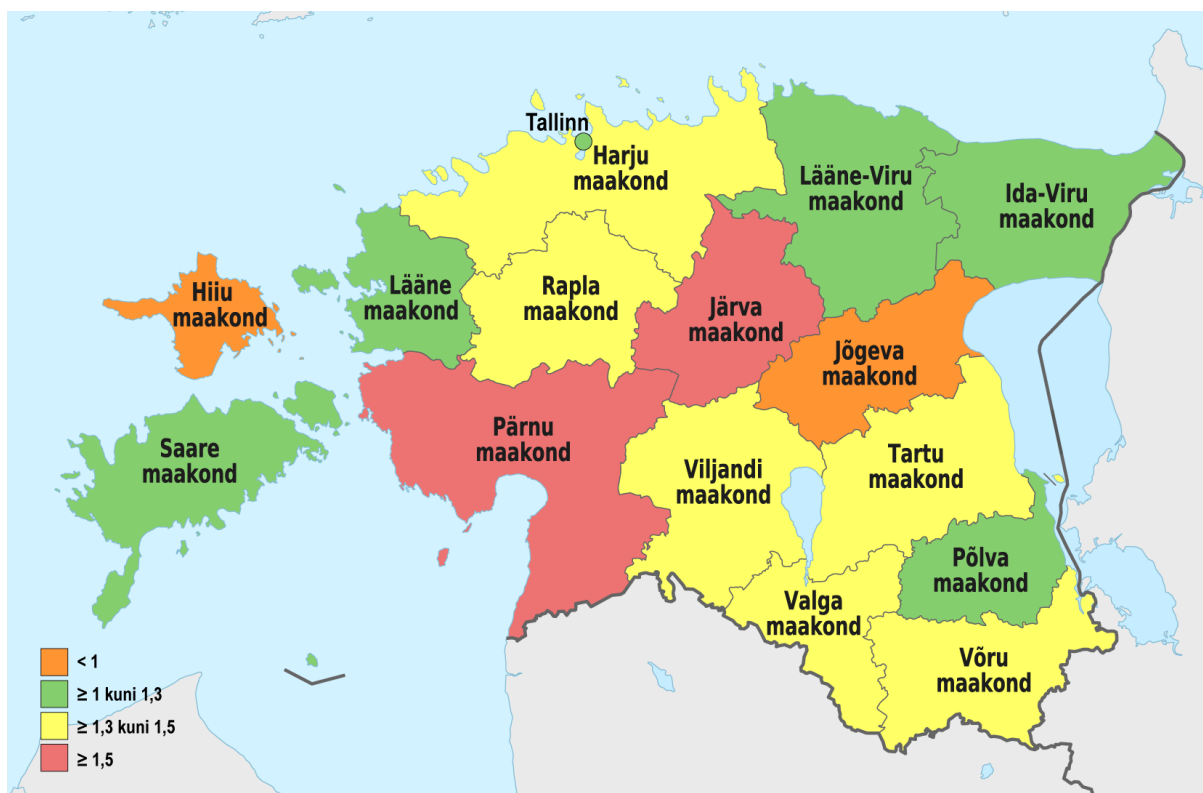 Tallinn
Harju
maakond
Lääne-Viru
maakond
Ida-Viru
maakond
Hiiu
maakond
Lääne
maakond
Rapla
maakond
Järva
maakond
Jõgeva
maakond
Saare
maakond
Pärnu
maakond
Viljandi
maakond
Tartu
maakond
Põlva
maakond
Valga
maakond
Võru
maakond
< 1
≥ 1 kuni 1,3
≥ 1,3 kuni 1,5
≥ 1,5